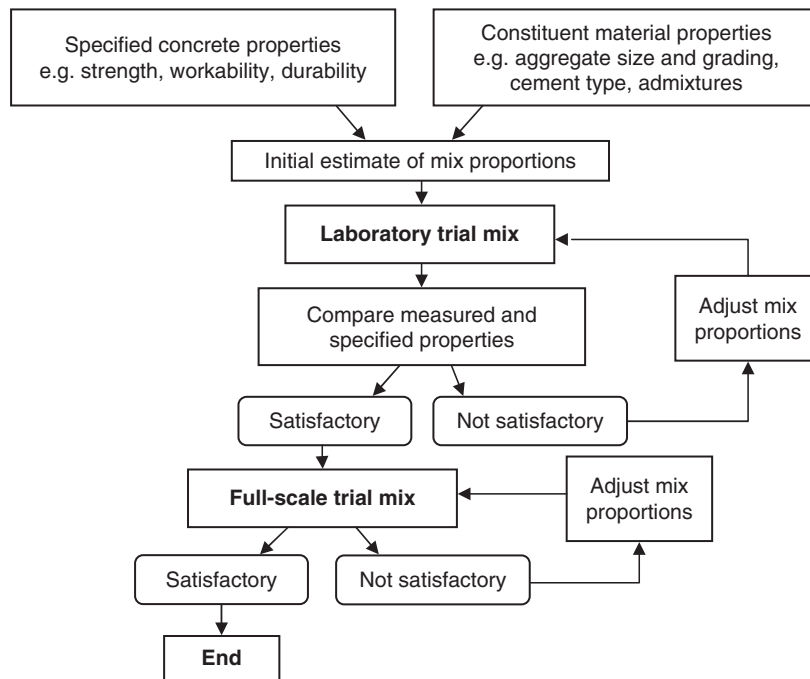 Specified concrete properties
e.g. strength, workability, durability
Constituent material properties
e.g. aggregate size and grading,
cement type, admixtures
Initial estimate of mix proportions
Laboratory trial mix
Compare measured and
specified properties
Adjust mix
proportions
Satisfactory
Not satisfactory
Full-scale trial mix
Adjust mix
proportions
Satisfactory
Not satisfactory
End